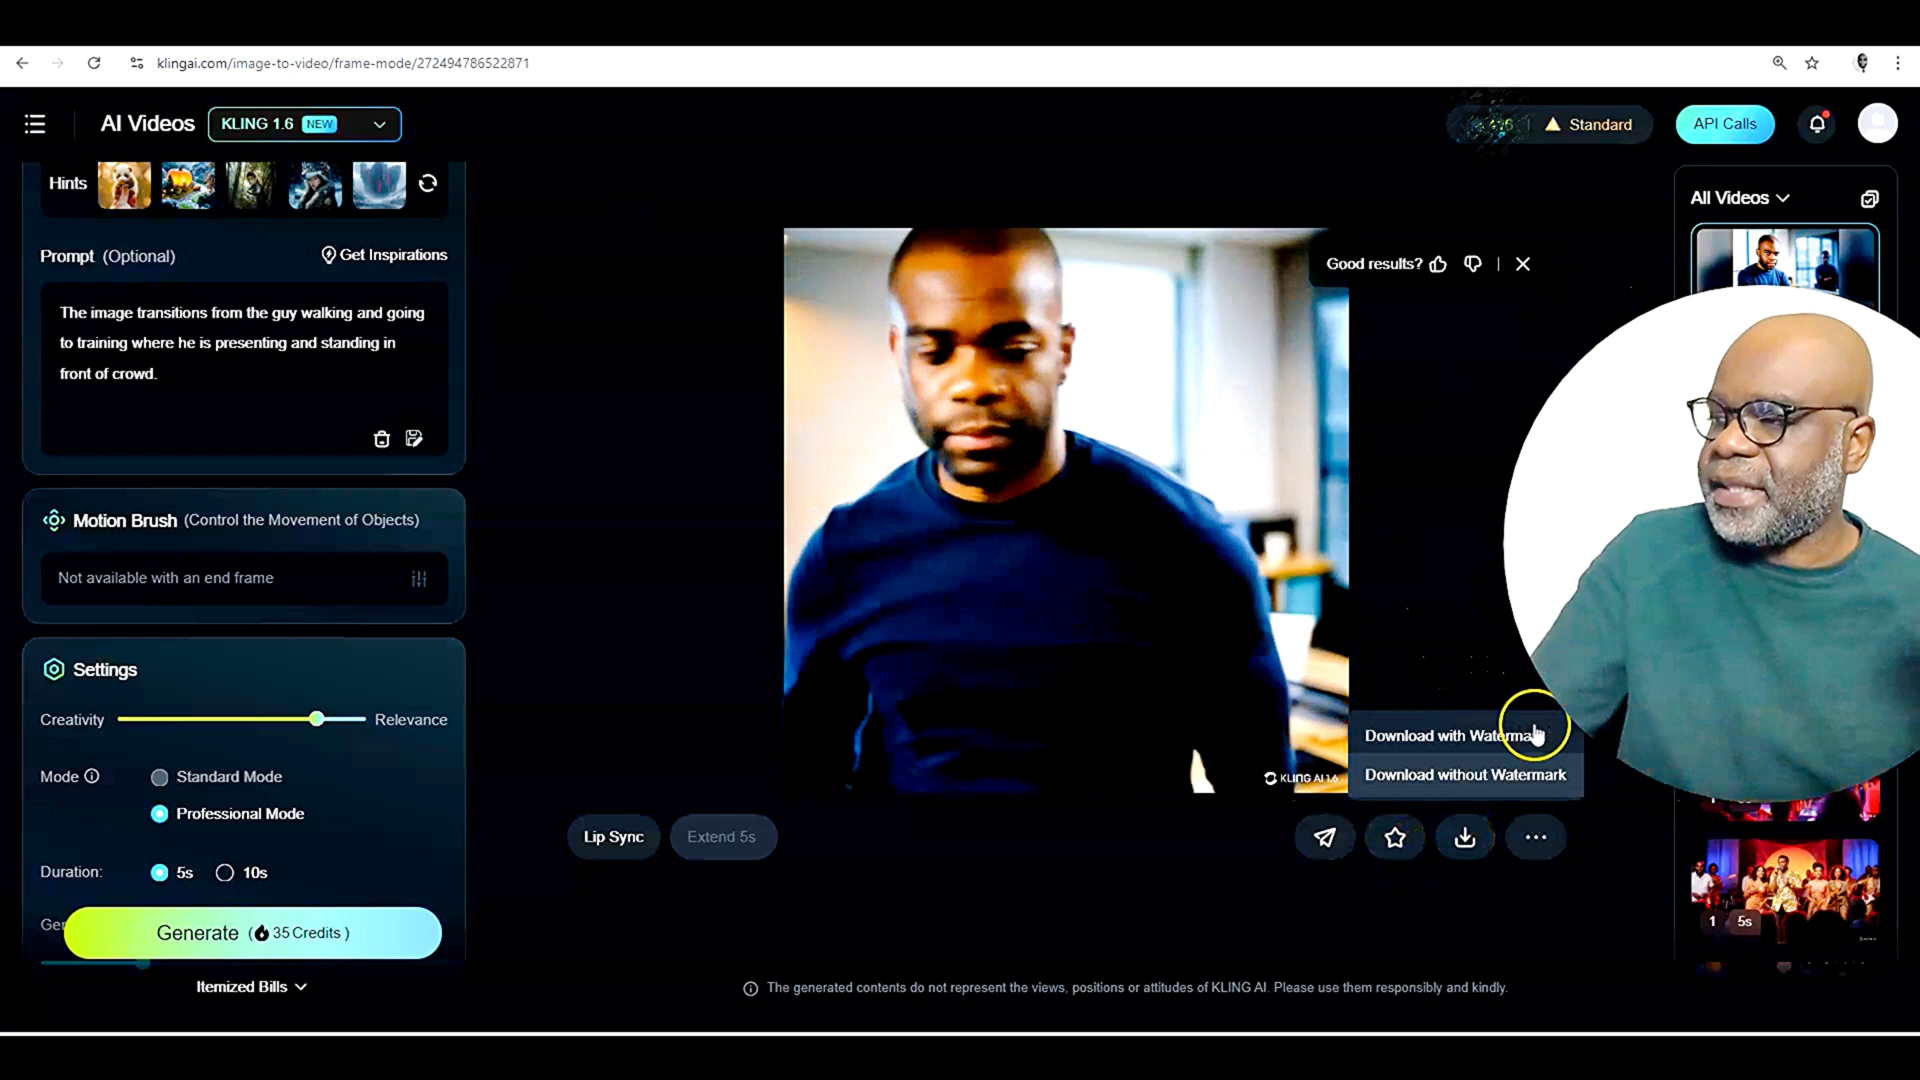 klingai.com/image-to-video/frame-mode/272494786522871
AI Videos
KLING 1.6 NEW
Standard
API Calls
Hints
Prompt (Optional)
Get Inspirations
The image transitions from the guy walking and going
to training where he is presenting and standing in
front of crowd.
Motion Brush (Control the Movement of Objects)
Not available with an end frame
Settings
Creativity
Relevance
Mode
Standard Mode
Professional Mode
Duration:
5s
10s
Generate (35 Credits)
Itemized Bills
Good results?
KLING AI 1.6
Download with Watermark
Download without Watermark
Lip Sync
Extend 5s
All Videos
1 5s
The generated contents do not represent the views, positions or attitudes of KLING AI. Please use them responsibly and kindly.